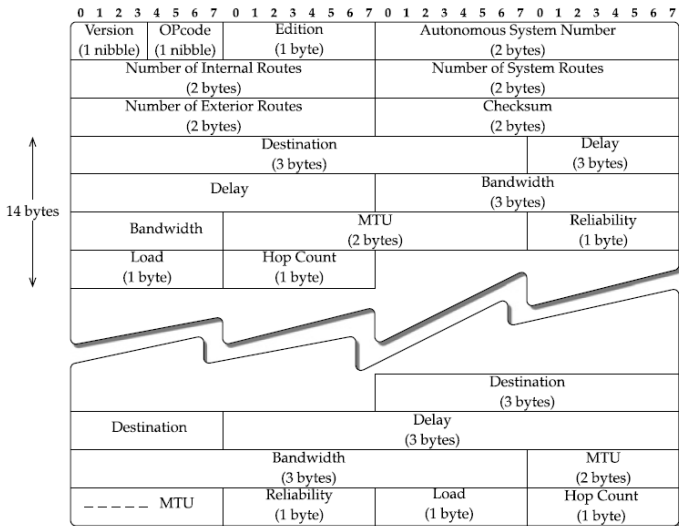 0 1 2 3 4 5 6 7 0 1 2 3 4 5 6 7 0 1 2 3 4 5 6 7 0 1 2 3 4 5 6 7
Version OPcode Edition Autonomous System Number
(1 nibble) (1 nibble) (1 byte) (2 bytes)
Number of Internal Routes Number of System Routes
(2 bytes) (2 bytes)
Number of Exterior Routes Checksum
(2 bytes) (2 bytes)
Destination Delay
(3 bytes) (3 bytes)
Delay Bandwidth
(3 bytes)
14 bytes
Bandwidth MTU Reliability
(2 bytes) (1 byte)
Load Hop Count
(1 byte) (1 byte)
Destination
(3 bytes)
Destination Delay
(3 bytes)
Bandwidth MTU
(3 bytes) (2 bytes)
MTU Reliability Load Hop Count
(1 byte) (1 byte) (1 byte)